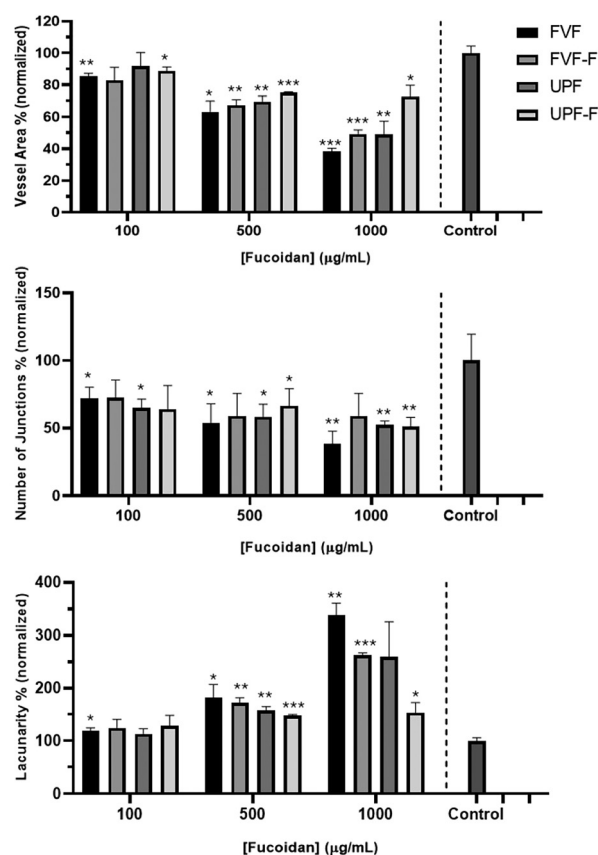 120
100
80
60
40
20
0
Vessel Area % (normalized)
** * * ** ** *** *** *** ** *
100 500 1000 Control
[Fucoidan] (µg/mL)
FVF
FVF-F
UPF
UPF-F
150
100
50
0
Number of Junctions % (normalized)
* * * * * ** ** **
100 500 1000 Control
[Fucoidan] (µg/mL)
400
300
200
100
0
Lacunarity % (normalized)
* * ** ** *** ** *** *
100 500 1000 Control
[Fucoidan] (µg/mL)